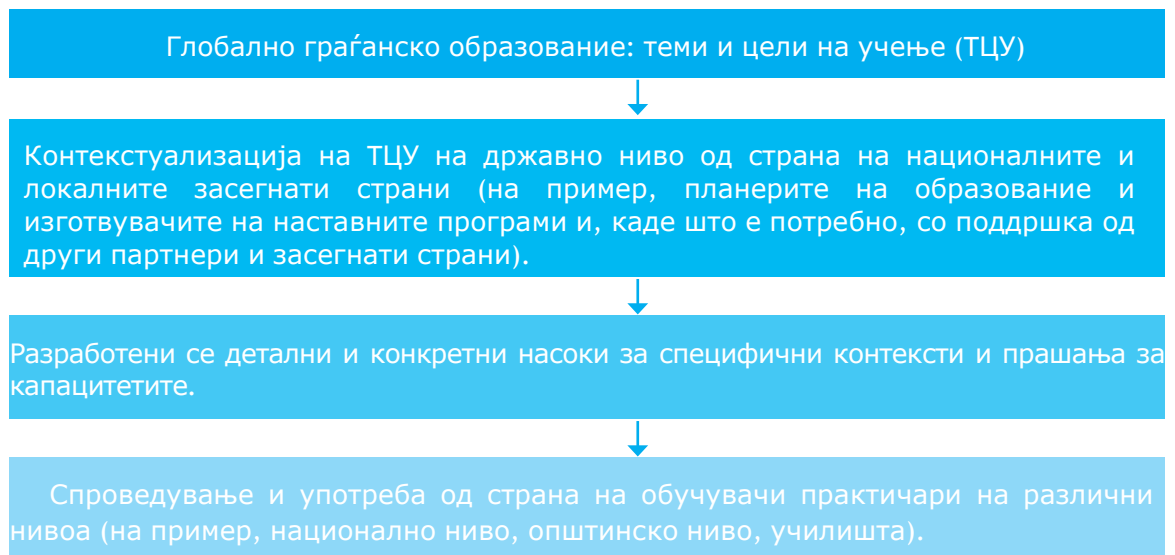 Глобално граѓанско образование: теми и цели на учење (ТЦУ)
Контекстуализација на ТЦУ на државно ниво од страна на националните и
локалните засегнати страни (на пример, планерите на образование и
изготвувачите на наставните програми и, каде што е потребно, со поддршка од
други партнери и засегнати страни).
Разработени се детални и конкретни насоки за специфични контексти и прашања за
капацитетите.
Спроведување и употреба од страна на обучувачи практичари на различни
нивоа (на пример, национално ниво, општинско ниво, училишта).